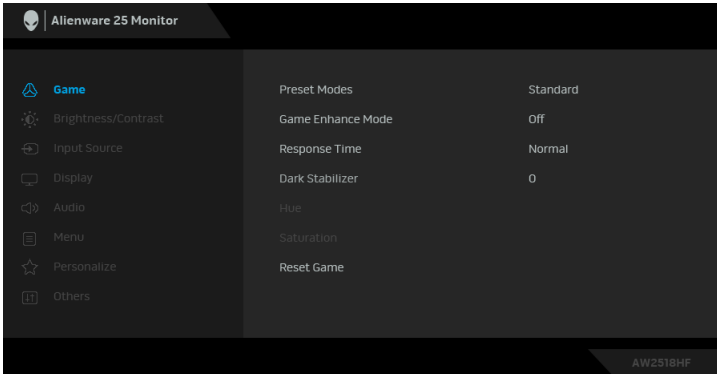 Alienware 25 Monitor
Game
Preset Modes Standard
Brightness/Contrast
Game Enhance Mode Off
Input Source
Response Time Normal
Display
Dark Stabilizer 0
Audio
Hue
Menu
Saturation
Personalize
Reset Game
Others
AW2518HF